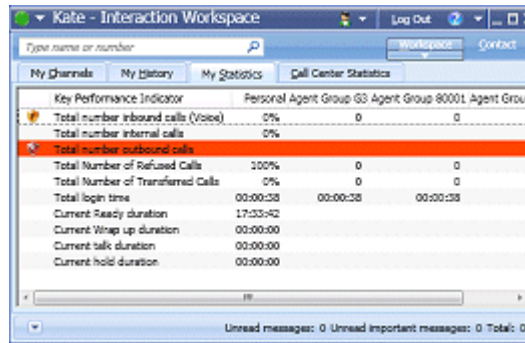 Kate - Interaction Workspace Log Out
Type name or number Workspace Contact
My Channels My History My Statistics Call Center Statistics
Key Performance Indicator Personal Agent Group G3 Agent Group 80001 Agent Grou
Total number inbound calls (Voice) 0% 0 0
Total number internal calls 0%
Total number outbound calls
Total Number of Refused Calls 100% 0 0
Total Number of Transferred Calls 0% 0 0
Total login time 00:00:38 00:00:38 00:00:38
Current Ready duration 17:33:42
Current Wrap up duration 00:00:00
Current talk duration 00:00:00
Current hold duration 00:00:00
Unread messages: 0 Unread important messages: 0 Total: 0